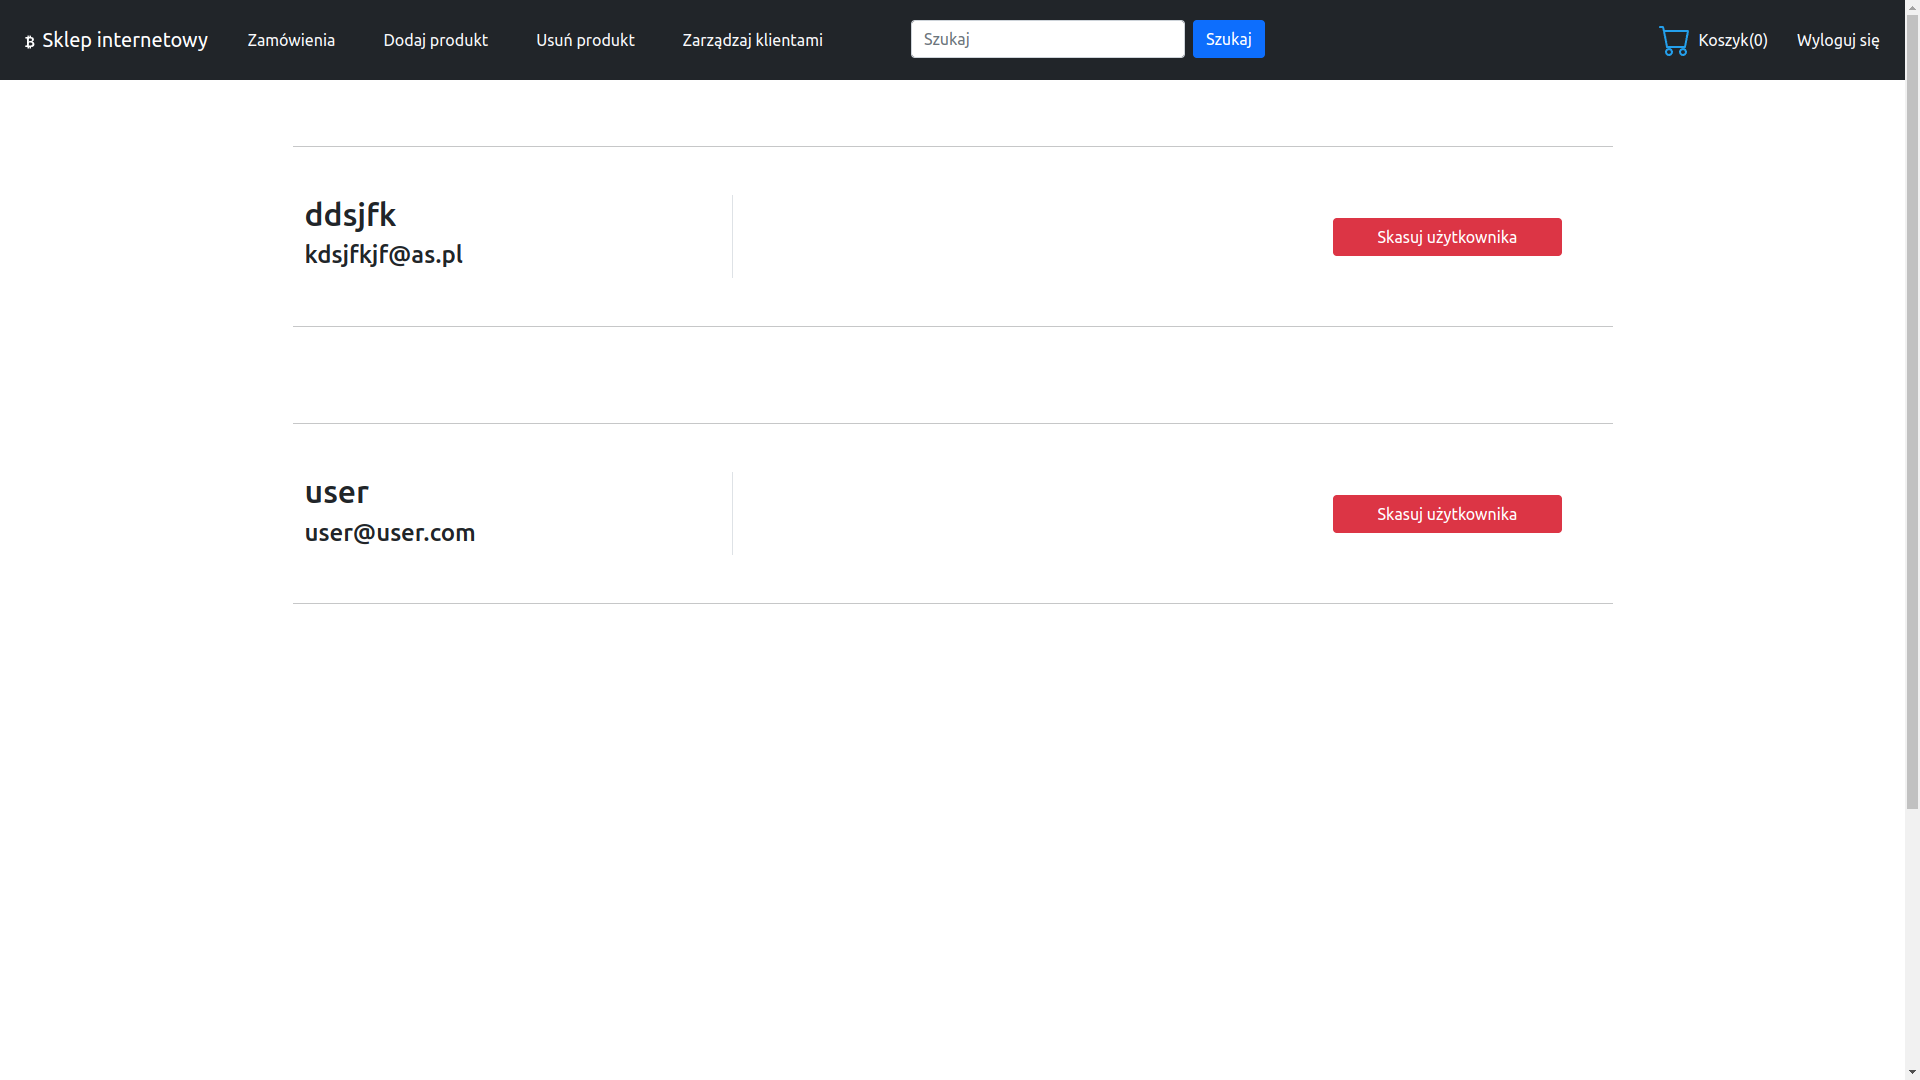 Sklep internetowy Zamówienia Dodaj produkt Usuń produkt Zarządzaj klientami Szukaj Szukaj Koszyk(0) Wyloguj się
ddsjfk
kdsjfkjf@as.pl
Skasuj użytkownika
user
user@user.com
Skasuj użytkownika